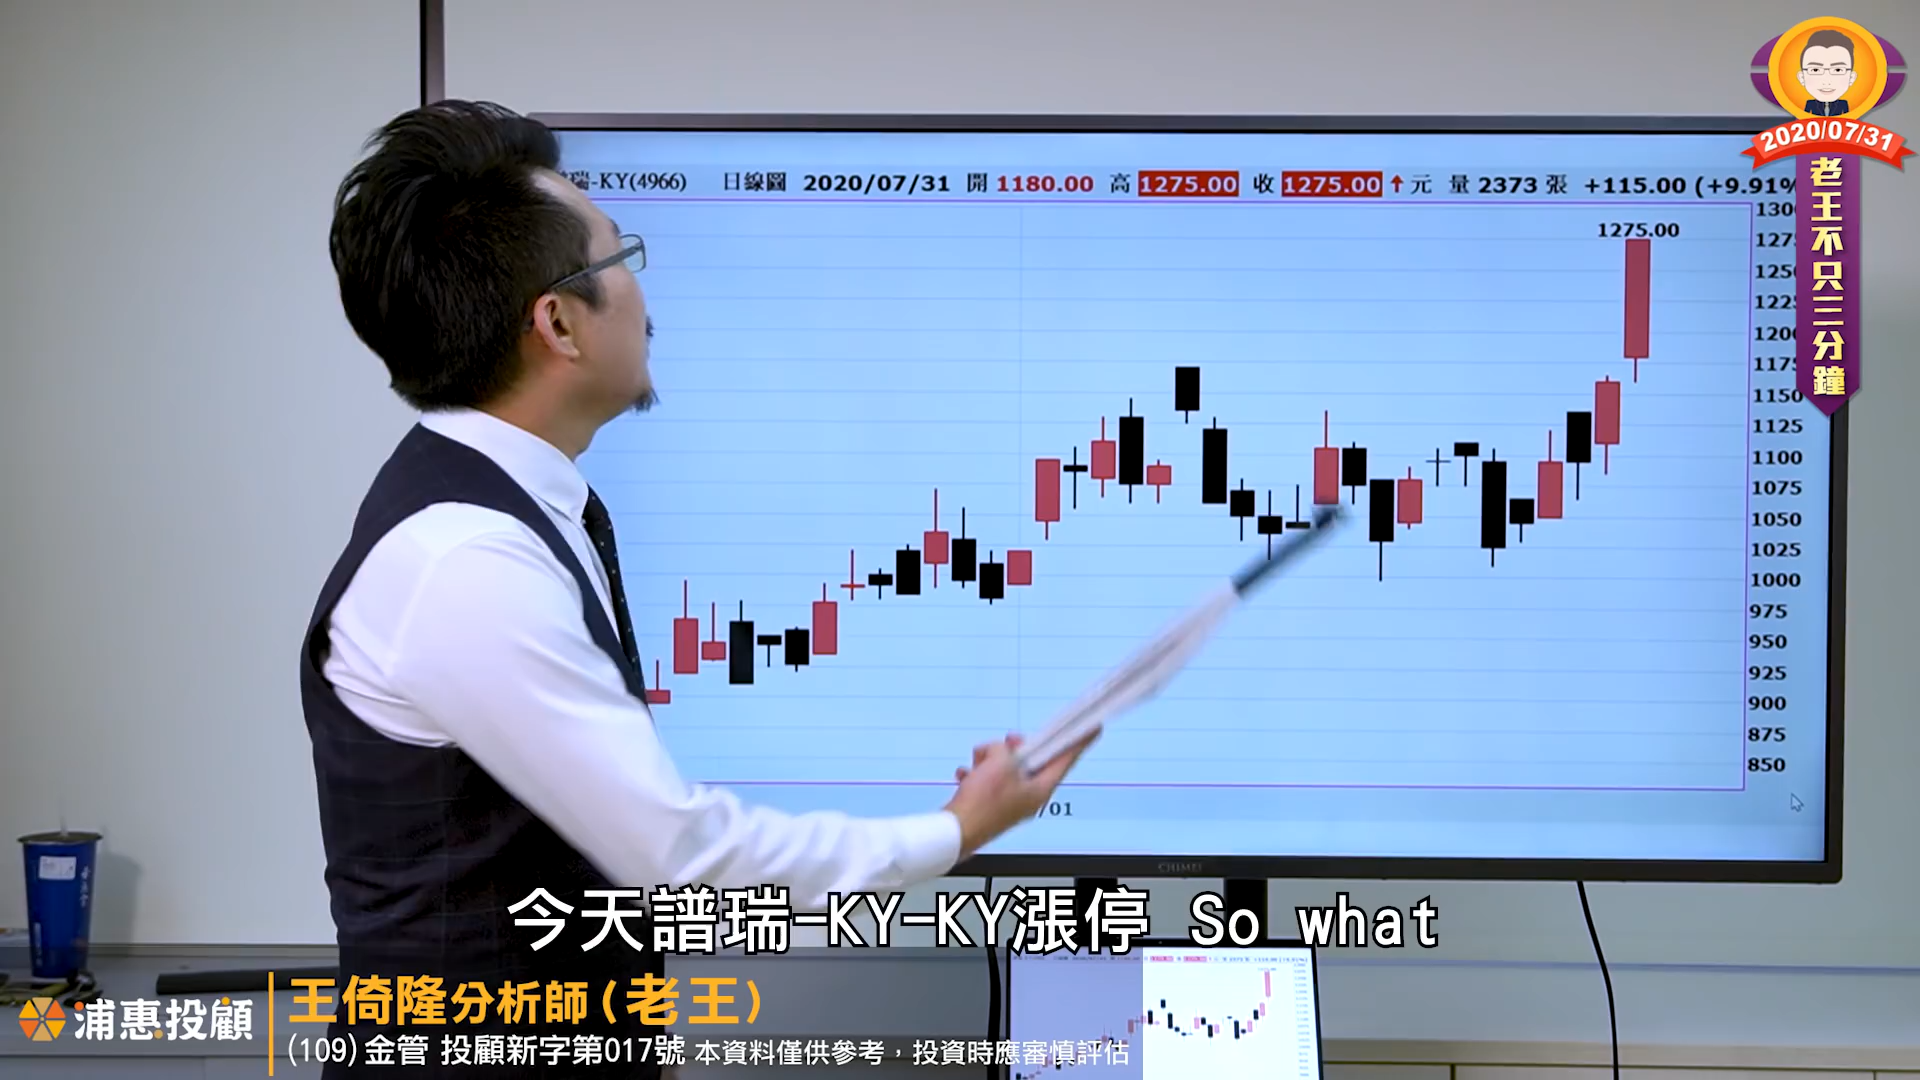 2020/07/31
老王不只三分鐘
瑞-KY(4966) 日線圖 2020/07/31 開 1180.00 高 1275.00 收 1275.00 元 量 2373 張 +115.00 (+9.91%
1275.00
1150
1125
1100
1075
1050
1025
1000
975
950
925
900
875
850
/01
CHIMEI
今天譜瑞-KY-KY漲停 So what
浦惠投顧
王倚隆分析師(老王)
(109)金管 投顧新字第017號 本資料僅供參考，投資時應審慎評估